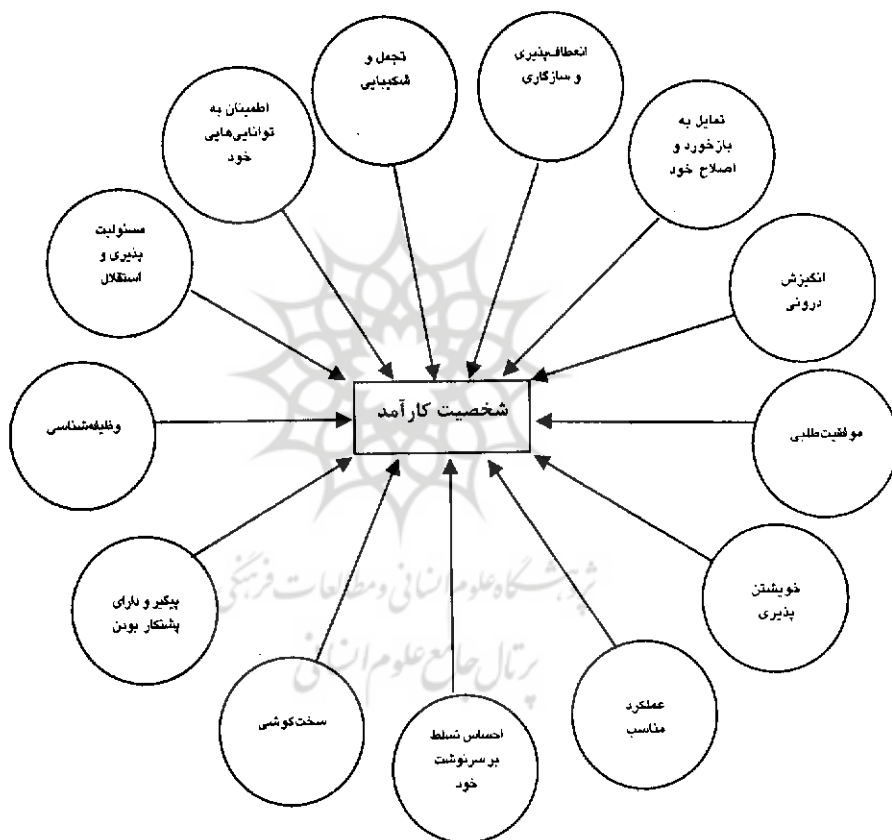 تجمل و
شکیبایی
انعطاف‌پذیری
و سازگاری
تمایل به
بازخورد و
اصلاح خود
انگیزش
درونی
موفقیت‌طلبی
خویشتن
پذیری
عملکرد
مناسب
احساس تسلط
بر سرنوشت
خود
سخت‌کوشی
پیگیر و دارای
پشتکار بودن
وظیفه‌شناسی
مسئولیت
پذیری و
استقلال
اطمینان به
توانایی‌هایی
خود
شخصیت کارآمد
پژوهشگاه علوم انسانی و مطالعات فرهنگی
پرتال جامع علوم انسانی